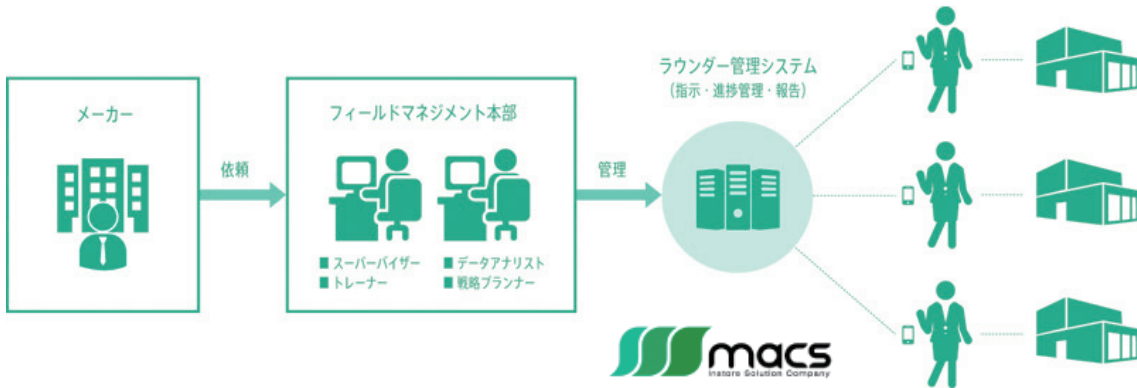 メーカー
依頼
フィールドマネジメント本部
■ スーパーバイザー
■ トレーナー
■ データアナリスト
■ 戦略プランナー
管理
ラウンダー管理システム
（指示・進捗管理・報告）
macs
Instore Solution Company